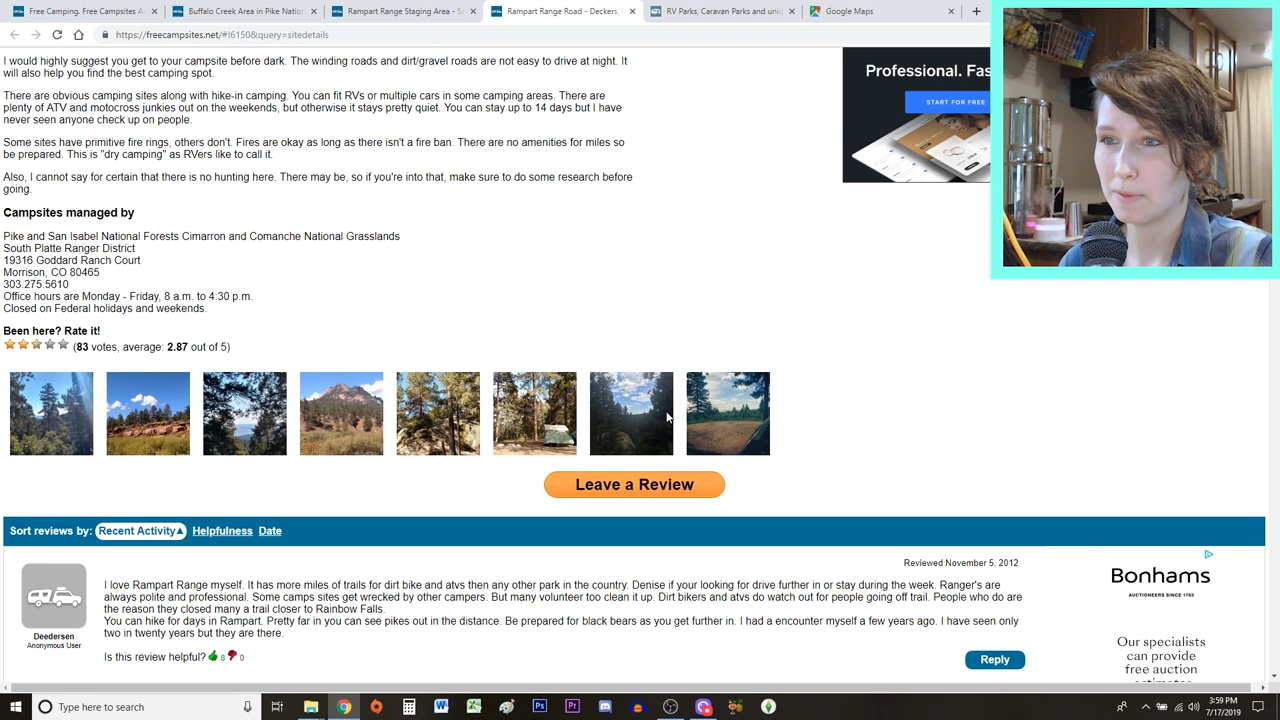 Free Camping, Free Campsites A
Buffalo Creek Area in Pike Natio
Rampart Range Staging Area - S
Rampart Range Road - Deckers,
RV Parks, Caravan Parks and uniq
Google Maps
https://freecampsites.net/#!6150&query=sitedetails
I would highly suggest you get to your campsite before dark. The winding roads and dirt/gravel roads are not easy to drive at night. It
will also help you find the best camping spot.
There are obvious camping sites along with hike-in camping. You can fit RVs or multiple cars in some camping areas. There are
plenty of ATV and motocross junkies out on the weekends, but otherwise it stays pretty quiet. You can stay up to 14 days but I have
never seen anyone check up on people.
Some sites have primitive fire rings, others don't. Fires are okay as long as there isn't a fire ban. There are no amenities for miles so
be prepared. This is "dry camping" as RVers like to call it.
Also, I cannot say for certain that there is no hunting here. There may be, so if you're into that, make sure to do some research before
going.
Professional. Fas
START FOR FREE
Campsites managed by
Pike and San Isabel National Forests Cimarron and Comanche National Grasslands
South Platte Ranger District
19316 Goddard Ranch Court
Morrison, CO 80465
303.275.5610
Office hours are Monday - Friday, 8 a.m. to 4:30 p.m.
Closed on Federal holidays and weekends.
Been here? Rate it!
(83 votes, average: 2.87 out of 5)
Leave a Review
Sort reviews by: Recent Activity▲ Helpfulness Date
Reviewed November 5, 2012
I love Rampart Range myself. It has more miles of trails for dirt bike and atvs then any other park in the country. Denise if your looking for drive further in or stay during the week. Ranger's are
always polite and professional. Some camps sites get wrecked by other campers. But many volunteer too clean it up. Dirt bikers and atvs do watch out for people going off trail. People who do are
the reason they closed many a trail closer to Rainbow Falls.
You can hike for days in Rampart. Pretty far in you can see pikes out in the distance. Be prepared for black bears as you get further in. I had a encounter myself a few years ago. I have seen only
two in twenty years but they are there.
Deedersen
Anonymous User
Is this review helpful? 8 0
Reply
Bonhams
AUCTIONEERS SINCE 1793
Our specialists
can provide
free auction
Type here to search
3:59 PM
7/17/2019